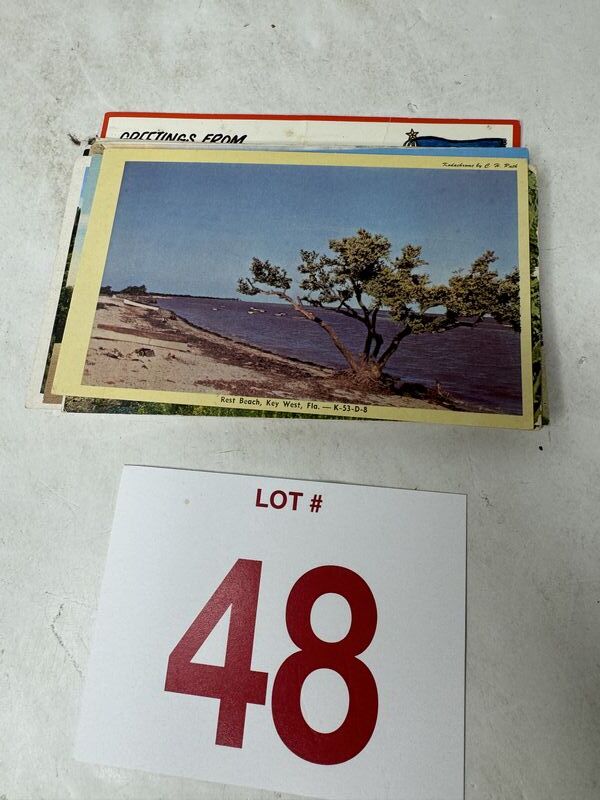 GREETINGS FROM
Kodachrome by C. H. Ruth
Rest Beach, Key West, Fla. — K-53-D-8
LOT #
48